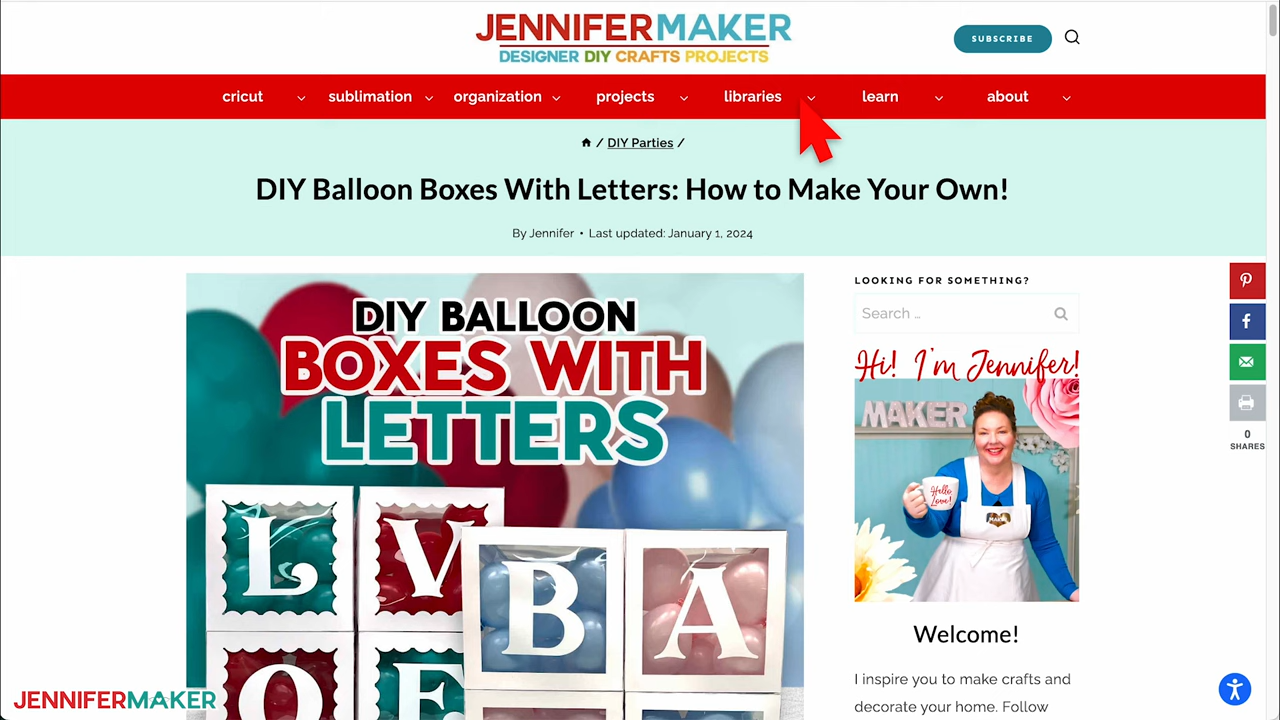 JENNIFERMAKER
DESIGNER DIY CRAFTS PROJECTS
SUBSCRIBE
cricut sublimation organization projects libraries learn about
/ DIY Parties /
DIY Balloon Boxes With Letters: How to Make Your Own!
By Jennifer • Last updated: January 1, 2024
DIY BALLOON
BOXES WITH
LETTERS
L V
B A
O E
LOOKING FOR SOMETHING?
Search ...
Hi! I'm Jennifer!
MAKER
Hello
Love!
MAKE
Welcome!
I inspire you to make crafts and
decorate your home. Follow
0
SHARES
JENNIFERMAKER